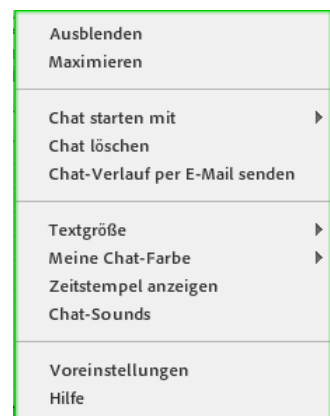 Ausblenden
Maximieren
Chat starten mit
Chat löschen
Chat-Verlauf per E-Mail senden
Textgröße
Meine Chat-Farbe
Zeitstempel anzeigen
Chat-Sounds
Voreinstellungen
Hilfe